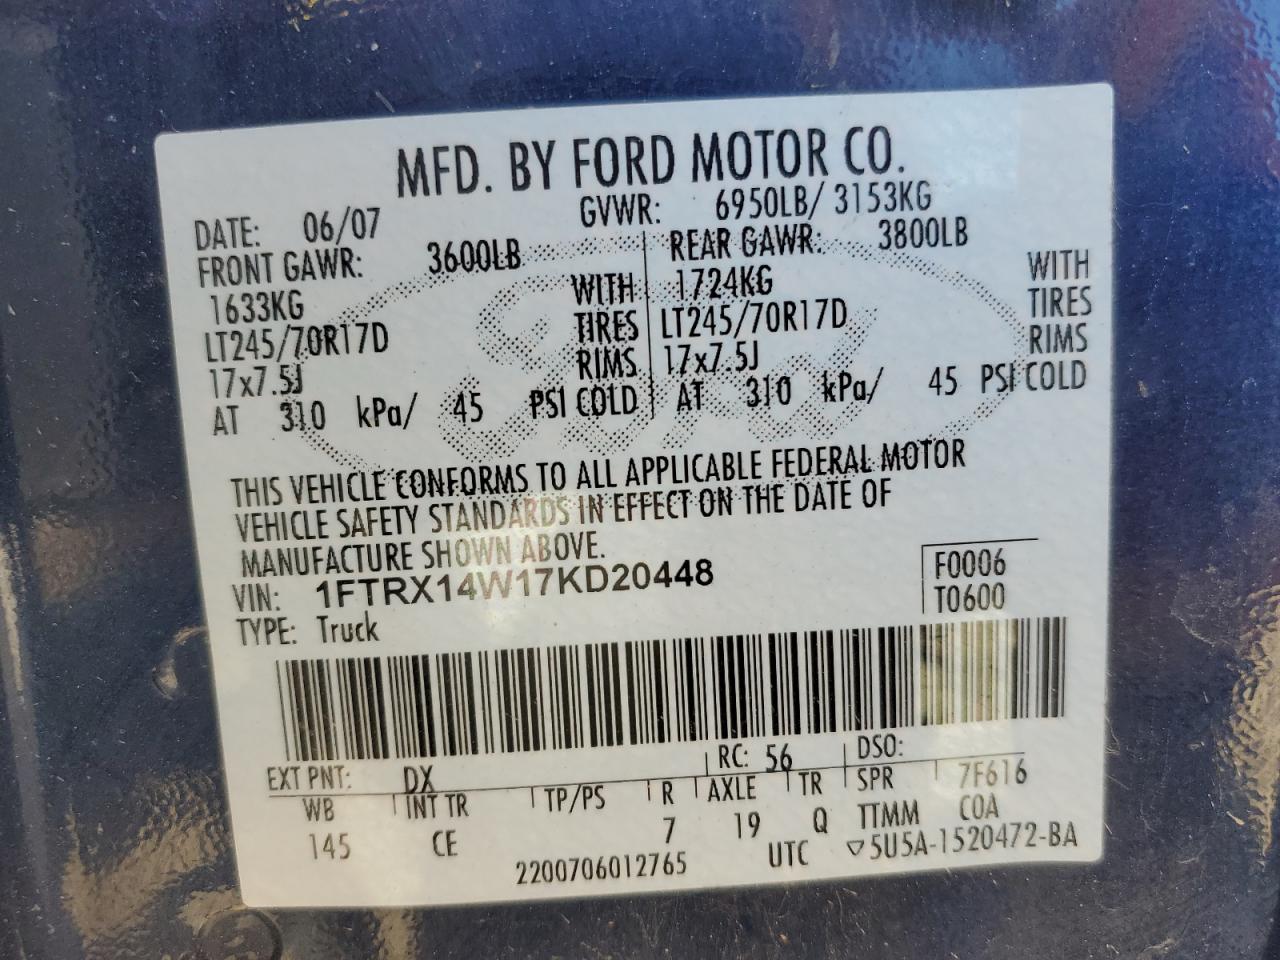 MFD. BY FORD MOTOR CO.
DATE: 06/07 GVWR: 6950LB/ 3153KG
FRONT GAWR: 3600LB REAR GAWR: 3800LB
1633KG WITH 1724KG WITH
LT245/70R17D TIRES LT245/70R17D TIRES
17x7.5J RIMS 17x7.5J RIMS
AT 310 kPa/ 45 PSI COLD AT 310 kPa/ 45 PSI COLD
THIS VEHICLE CONFORMS TO ALL APPLICABLE FEDERAL MOTOR
VEHICLE SAFETY STANDARDS IN EFFECT ON THE DATE OF
MANUFACTURE SHOWN ABOVE.
VIN: 1FTRX14W17KD20448 F0006
TYPE: Truck T0600
EXT PNT: DX RC: 56 DSO:
WB INT TR TP/PS R AXLE TR SPR 7F616
145 CE 7 19 Q TTMM COA
2200706012765 UTC ▽5U5A-1520472-BA